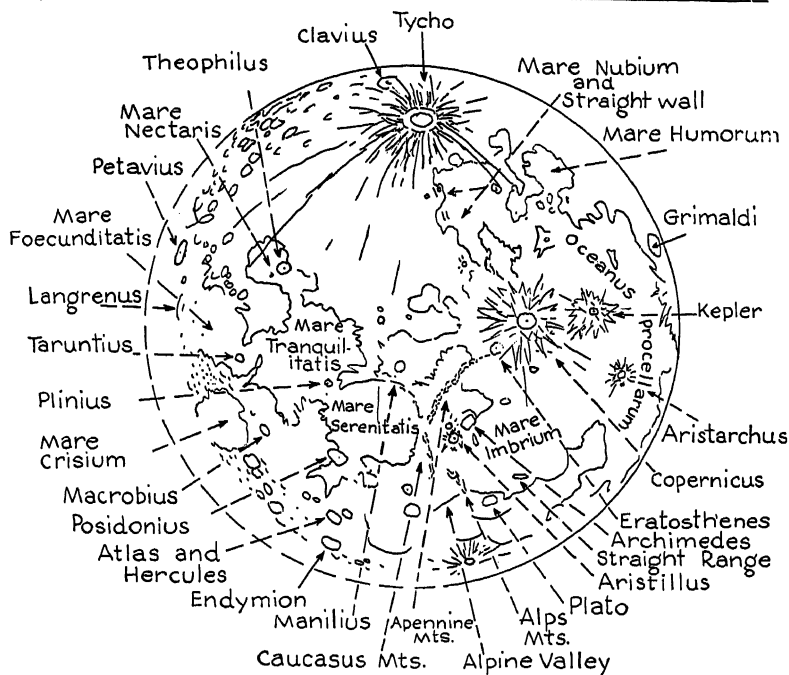 Clavius
Tycho
Theophilus
Mare Nubium
and
Straight wall
Mare
Nectaris
Mare Humorum
Petavius
Mare
Foecunditatis
Grimaldi
Oceanus
procellarum
Langrenus
Kepler
Taruntius
Mare
Tranquil-
itatis
Plinius
Mare
Serenitatis
Mare
Imbrium
Mare
Crisium
Aristarchus
Macrobius
Copernicus
Posidonius
Eratosthenes
Archimedes
Straight Range
Aristillus
Atlas and
Hercules
Endymion
Plato
Manilius
Apennine
Mts.
Alps
Mts.
Caucasus Mts.
Alpine Valley